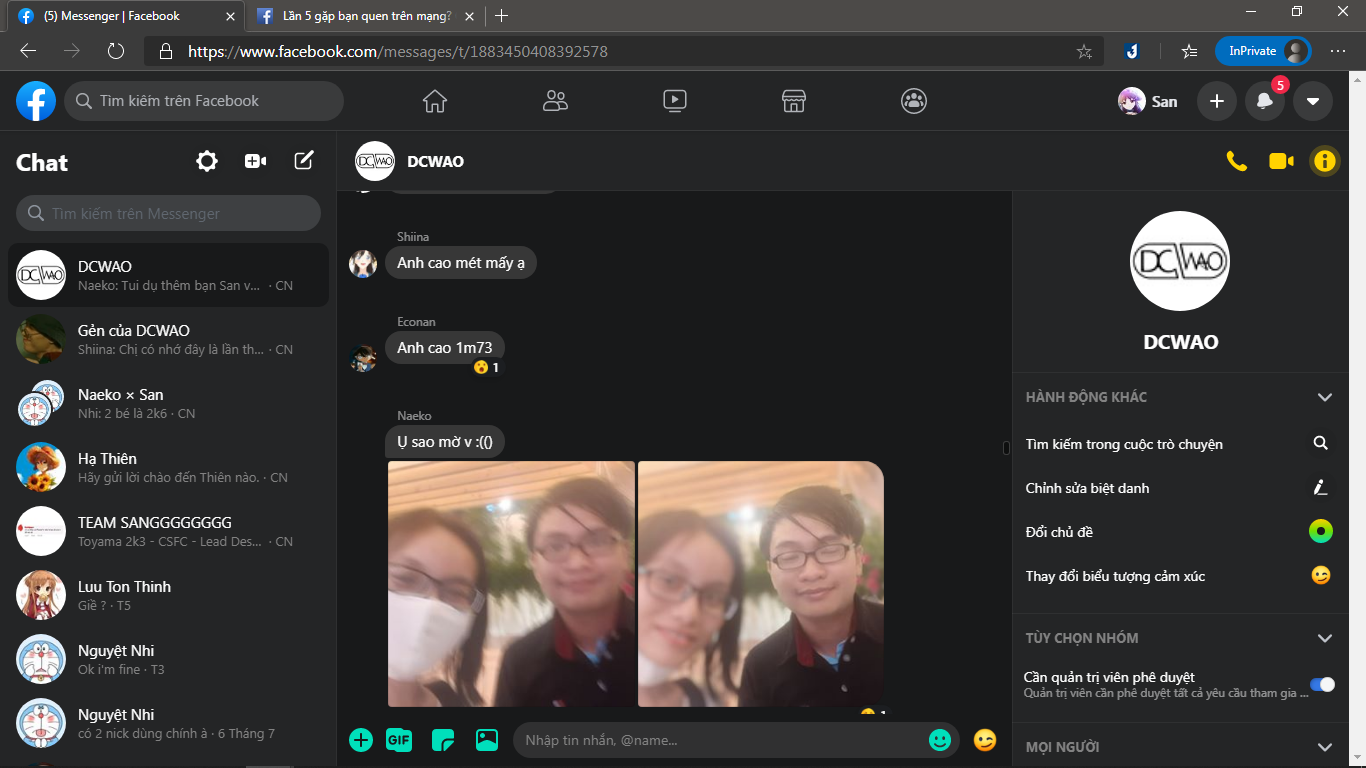 (5) Messenger | Facebook
Lần 5 gặp bạn quen trên mạng?
https://www.facebook.com/messages/t/1883450408392578
InPrivate
Tìm kiếm trên Facebook
San
5
Chat
Tìm kiếm trên Messenger
DCWAO
Naeko: Tui dụ thêm bạn San v... · CN
Gẻn của DCWAO
Shiina: Chị có nhớ đây là lần th... · CN
Naeko × San
Nhi: 2 bé là 2k6 · CN
Hạ Thiên
Hãy gửi lời chào đến Thiên nào. · CN
TEAM SANGGGGGGGG
Toyama 2k3 - CSFC - Lead Des... · CN
Luu Ton Thinh
Giề ? · T5
Nguyệt Nhi
Ok i'm fine · T3
Nguyệt Nhi
có 2 nick dùng chính à · 6 Tháng 7
DCWAO
DCWAO
Shiina
Anh cao mét mấy ạ
Econan
Anh cao 1m73
1
Naeko
Ụ sao mờ v :(()
1
GIF
Nhập tin nhắn, @name...
DCWAO
DCWAO
HÀNH ĐỘNG KHÁC
Tìm kiếm trong cuộc trò chuyện
Chỉnh sửa biệt danh
Đổi chủ đề
Thay đổi biểu tượng cảm xúc
TÙY CHỌN NHÓM
Cần quản trị viên phê duyệt
Quản trị viên cần phê duyệt tất cả yêu cầu tham gia ...
MỌI NGƯỜI